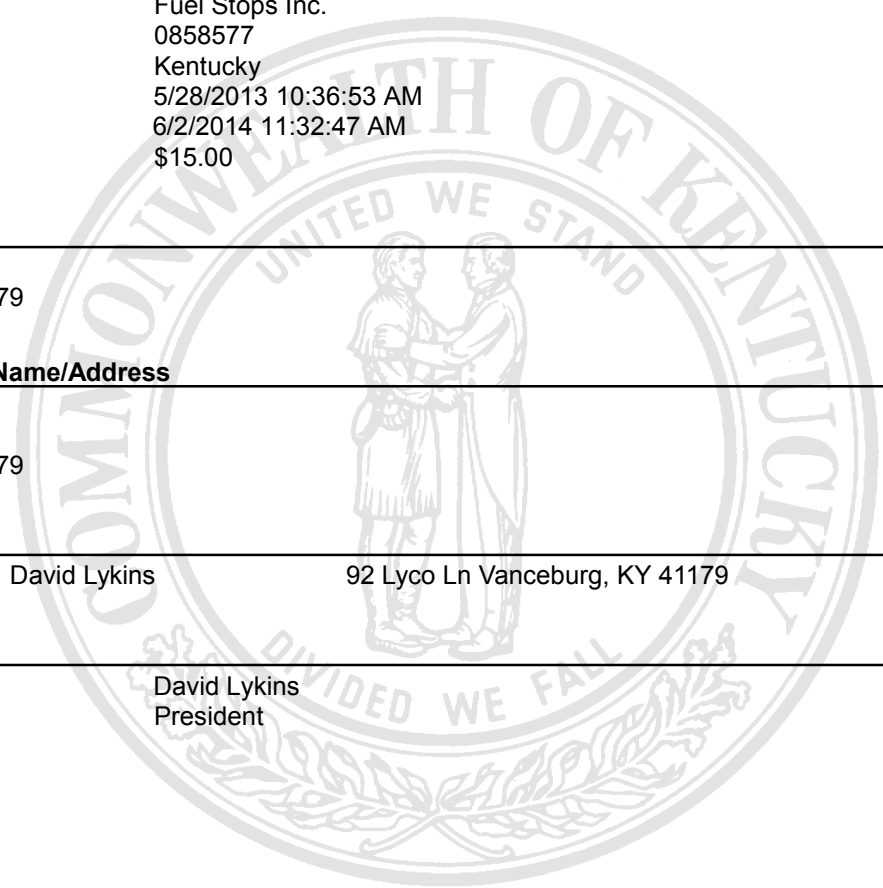 Fuel Stops Inc.
0858577
Kentucky
5/28/2013 10:36:53 AM
6/2/2014 11:32:47 AM
$15.00
79
Name/Address
79
David Lykins 92 Lyco Ln Vanceburg, KY 41179
David Lykins
President
COMMONWEALTH OF KENTUCKY
UNITED WE STAND
DIVIDED WE FALL